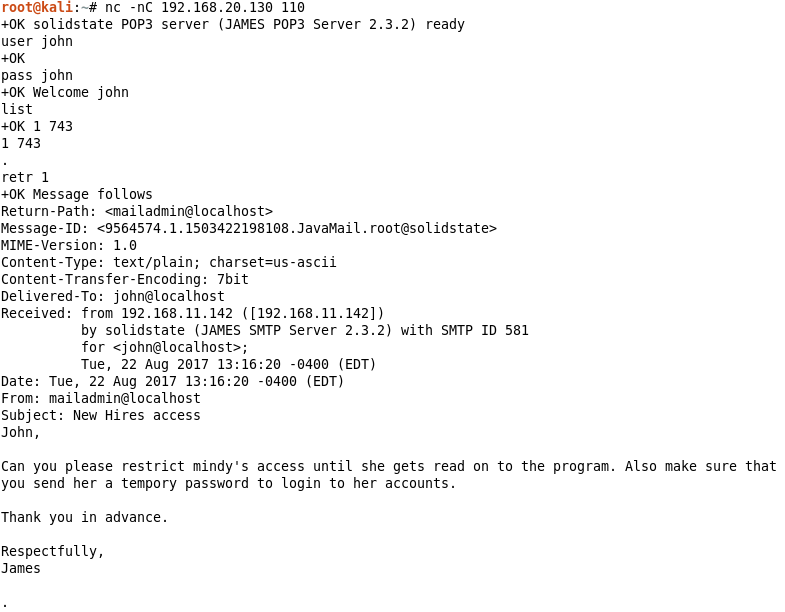 root@kali:~# nc -nC 192.168.20.130 110
+OK solidstate POP3 server (JAMES POP3 Server 2.3.2) ready
user john
+OK
pass john
+OK Welcome john
list
+OK 1 743
1 743
.
retr 1
+OK Message follows
Return-Path: <mailadmin@localhost>
Message-ID: <9564574.1.1503422198108.JavaMail.root@solidstate>
MIME-Version: 1.0
Content-Type: text/plain; charset=us-ascii
Content-Transfer-Encoding: 7bit
Delivered-To: john@localhost
Received: from 192.168.11.142 ([192.168.11.142])
          by solidstate (JAMES SMTP Server 2.3.2) with SMTP ID 581
          for <john@localhost>;
          Tue, 22 Aug 2017 13:16:20 -0400 (EDT)
Date: Tue, 22 Aug 2017 13:16:20 -0400 (EDT)
From: mailadmin@localhost
Subject: New Hires access
John,

Can you please restrict mindy's access until she gets read on to the program. Also make sure that
you send her a tempory password to login to her accounts.

Thank you in advance.

Respectfully,
James

.